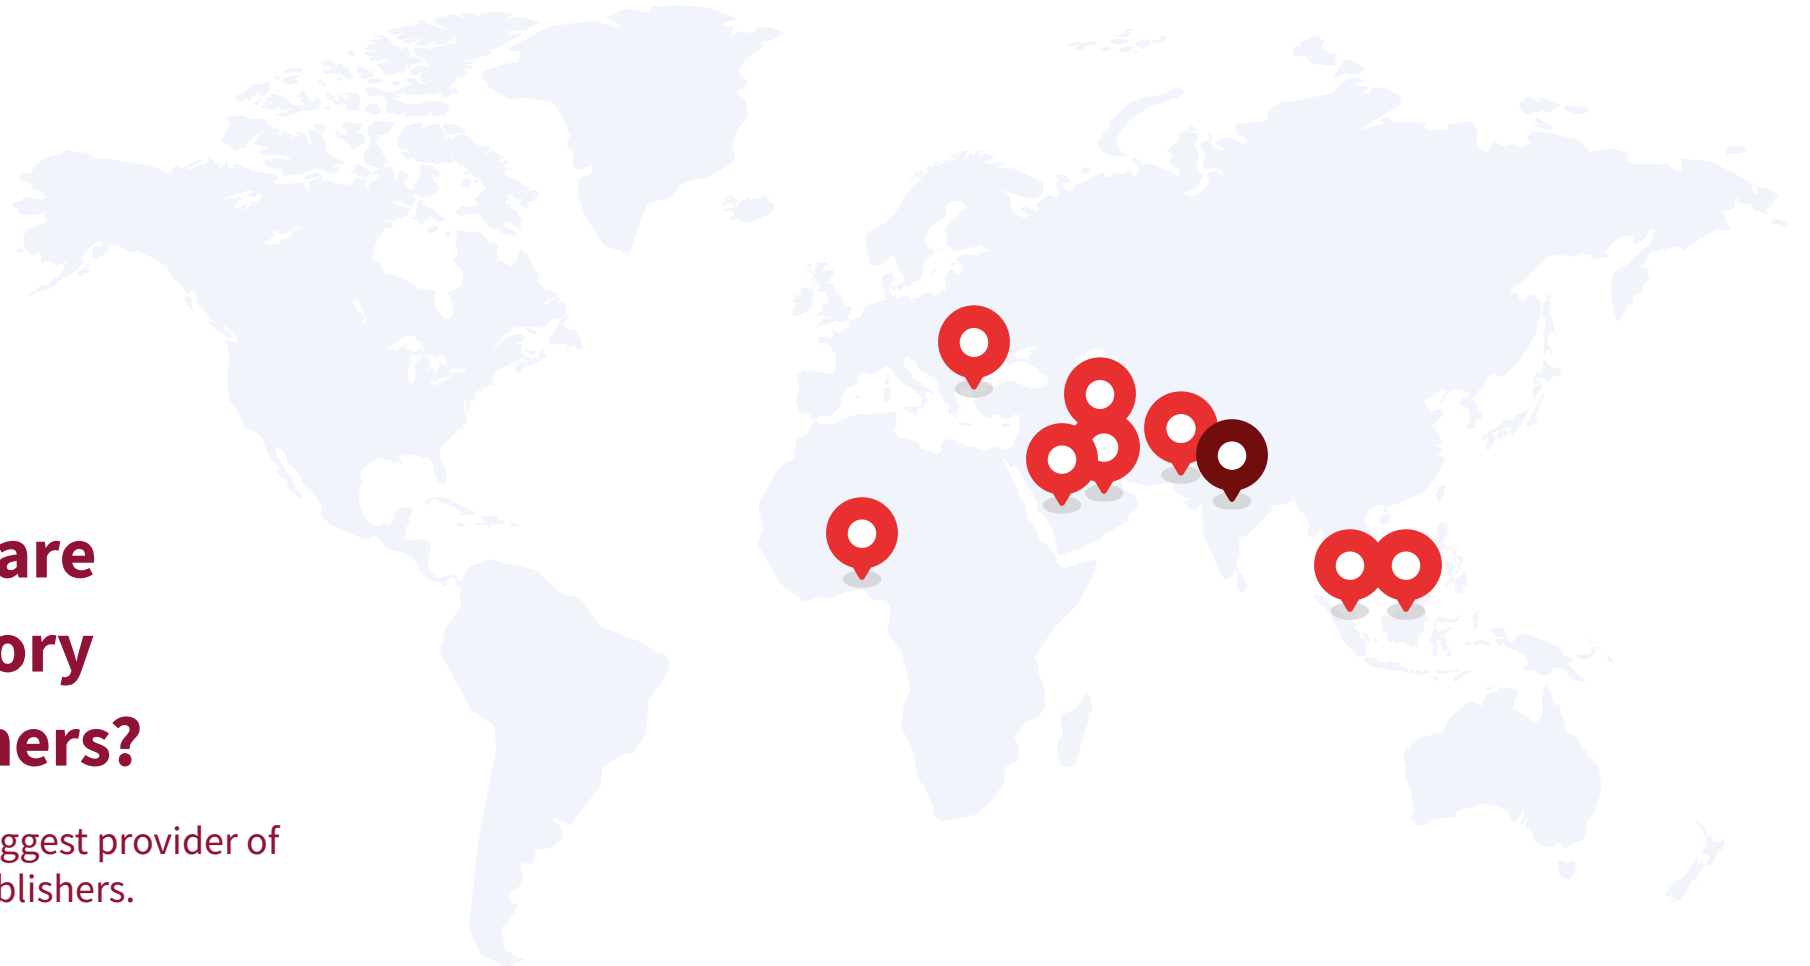 are
ory
ners?
ggest provider of
blishers.